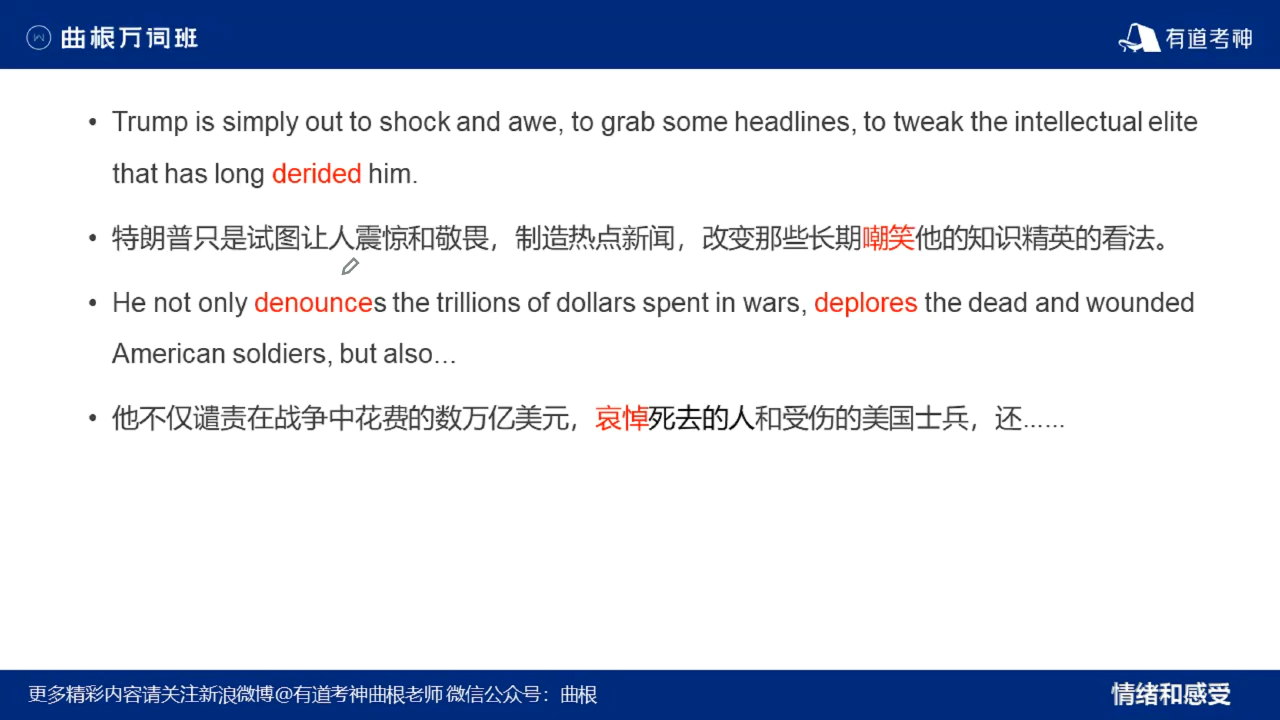 曲根万词班
有道考神
• Trump is simply out to shock and awe, to grab some headlines, to tweak the intellectual elite
that has long derided him.
• 特朗普只是试图让人震惊和敬畏，制造热点新闻，改变那些长期嘲笑他的知识精英的看法。
• He not only denounces the trillions of dollars spent in wars, deplores the dead and wounded
American soldiers, but also…
• 他不仅谴责在战争中花费的数万亿美元，哀悼死去的人和受伤的美国士兵，还……
更多精彩内容请关注新浪微博@有道考神曲根老师 微信公众号：曲根
情绪和感受